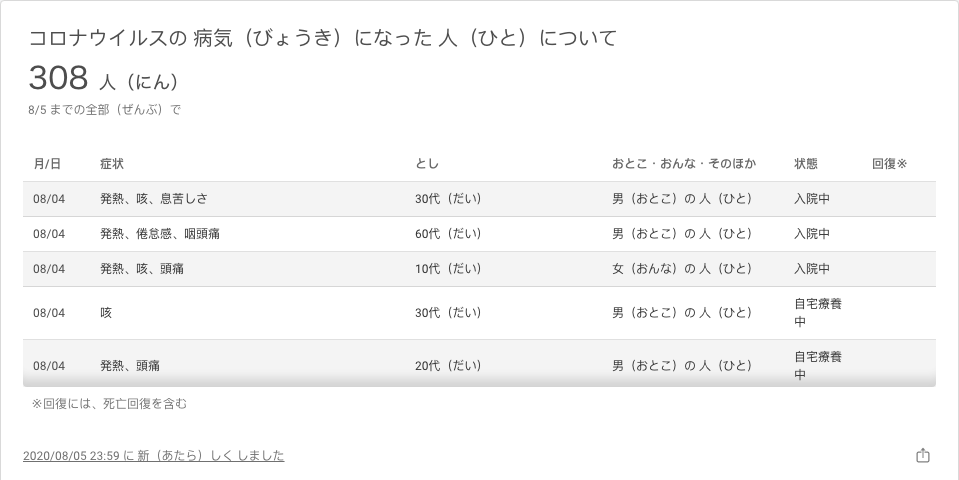 コロナウイルスの 病気（びょうき）になった 人（ひと）について
308 人（にん）
8/5 までの全部（ぜんぶ）で
月/日 症状 とし おとこ・おんな・そのほか 状態 回復※
08/04 発熱、咳、息苦しさ 30代（だい） 男（おとこ）の 人（ひと） 入院中
08/04 発熱、倦怠感、咽頭痛 60代（だい） 男（おとこ）の 人（ひと） 入院中
08/04 発熱、咳、頭痛 10代（だい） 女（おんな）の 人（ひと） 入院中
08/04 咳 30代（だい） 男（おとこ）の 人（ひと） 自宅療養
中
08/04 発熱、頭痛 20代（だい） 男（おとこ）の 人（ひと） 自宅療養
中
※回復には、死亡回復を含む
2020/08/05 23:59 に 新（あたら）しく しました